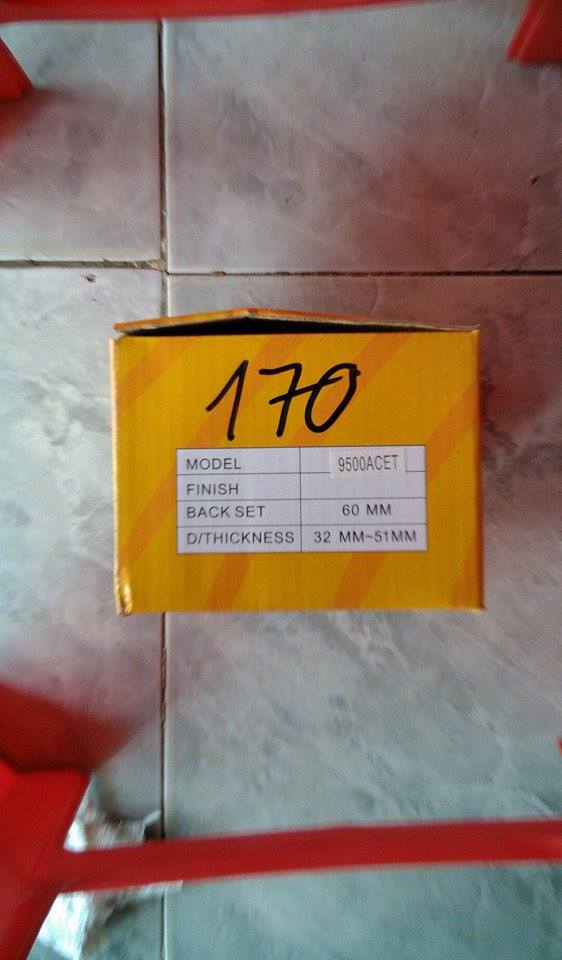 170
MODEL 9500ACET
FINISH
BACK SET 60 MM
D/THICKNESS 32 MM~51MM